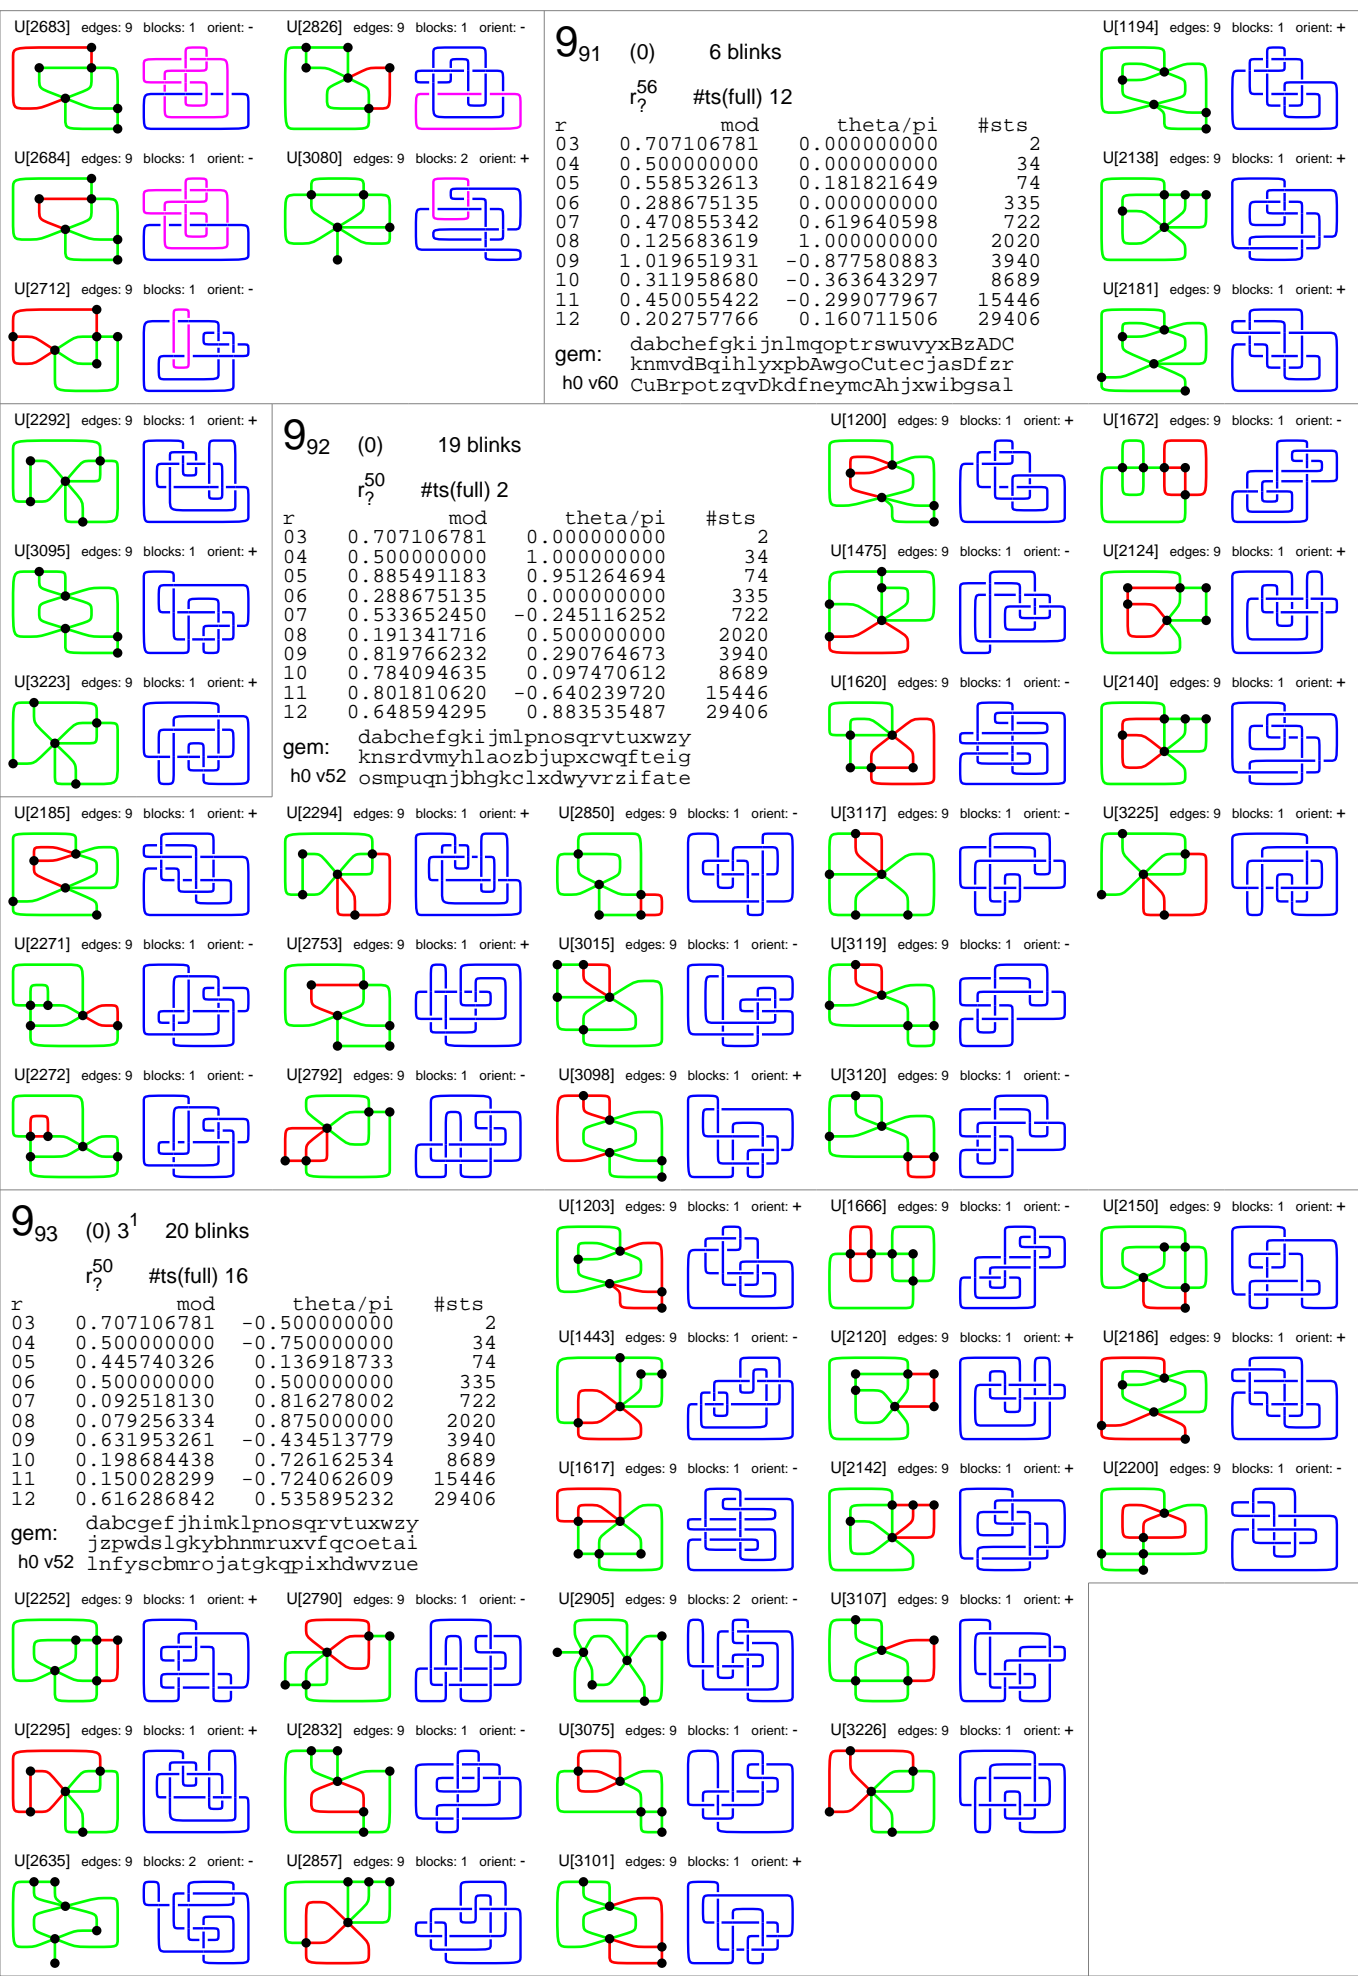 U[2683] edges: 9 blocks: 1 orient: -
U[2826] edges: 9 blocks: 1 orient: -
U[2684] edges: 9 blocks: 1 orient: -
U[3080] edges: 9 blocks: 2 orient: +
U[2712] edges: 9 blocks: 1 orient: -
9₉₁ (0) 6 blinks
r?^56 #ts(full) 12
r mod theta/pi #sts
03 0.707106781 0.000000000 2
04 0.500000000 0.000000000 34
05 0.558532613 0.181821649 74
06 0.288675135 0.000000000 335
07 0.470855342 0.619640598 722
08 0.125683619 1.000000000 2020
09 1.019651931 -0.877580883 3940
10 0.311958680 -0.363643297 8689
11 0.450055422 -0.299077967 15446
12 0.202757766 0.160711506 29406
gem: dabchefgkijnlmqoptrswuvyxBzADC
knmvdBqihlyxpbAwgoCutecjasDfzr
h0 v60 CuBrpotzqvDkdfneymcAhjxwibgsal
U[1194] edges: 9 blocks: 1 orient: +
U[2138] edges: 9 blocks: 1 orient: +
U[2181] edges: 9 blocks: 1 orient: +
U[2292] edges: 9 blocks: 1 orient: +
U[3095] edges: 9 blocks: 1 orient: +
U[3223] edges: 9 blocks: 1 orient: +
9₉₂ (0) 19 blinks
r?^50 #ts(full) 2
r mod theta/pi #sts
03 0.707106781 0.000000000 2
04 0.500000000 1.000000000 34
05 0.885491183 0.951264694 74
06 0.288675135 0.000000000 335
07 0.533652450 -0.245116252 722
08 0.191341716 0.500000000 2020
09 0.819766232 0.290764673 3940
10 0.784094635 0.097470612 8689
11 0.801810620 -0.640239720 15446
12 0.648594295 0.883535487 29406
gem: dabchefgkijmlpnosqrvtuxwzy
knsrdvmyhlaozbjupxcwqfteig
h0 v52 osmpuqnjbhgkclxdwyvrzifate
U[1200] edges: 9 blocks: 1 orient: +
U[1672] edges: 9 blocks: 1 orient: -
U[1475] edges: 9 blocks: 1 orient: -
U[2124] edges: 9 blocks: 1 orient: +
U[1620] edges: 9 blocks: 1 orient: -
U[2140] edges: 9 blocks: 1 orient: +
U[2185] edges: 9 blocks: 1 orient: +
U[2294] edges: 9 blocks: 1 orient: +
U[2850] edges: 9 blocks: 1 orient: -
U[3117] edges: 9 blocks: 1 orient: -
U[3225] edges: 9 blocks: 1 orient: +
U[2271] edges: 9 blocks: 1 orient: -
U[2753] edges: 9 blocks: 1 orient: +
U[3015] edges: 9 blocks: 1 orient: -
U[3119] edges: 9 blocks: 1 orient: -
U[2272] edges: 9 blocks: 1 orient: -
U[2792] edges: 9 blocks: 1 orient: -
U[3098] edges: 9 blocks: 1 orient: +
U[3120] edges: 9 blocks: 1 orient: -
9₉₃ (0) 3^1 20 blinks
r?^50 #ts(full) 16
r mod theta/pi #sts
03 0.707106781 -0.500000000 2
04 0.500000000 -0.750000000 34
05 0.445740326 0.136918733 74
06 0.500000000 0.500000000 335
07 0.092518130 0.816278002 722
08 0.079256334 0.875000000 2020
09 0.631953261 -0.434513779 3940
10 0.198684438 0.726162534 8689
11 0.150028299 -0.724062609 15446
12 0.616286842 0.535895232 29406
gem: dabcgefjhimklpnosqrvtuxwzy
jzpwdslgkybhnmruxvfqcoetai
h0 v52 lnfyscbmrojatgkqpixhdwvzue
U[1203] edges: 9 blocks: 1 orient: +
U[1666] edges: 9 blocks: 1 orient: -
U[2150] edges: 9 blocks: 1 orient: +
U[1443] edges: 9 blocks: 1 orient: -
U[2120] edges: 9 blocks: 1 orient: +
U[2186] edges: 9 blocks: 1 orient: +
U[1617] edges: 9 blocks: 1 orient: -
U[2142] edges: 9 blocks: 1 orient: +
U[2200] edges: 9 blocks: 1 orient: -
U[2252] edges: 9 blocks: 1 orient: +
U[2790] edges: 9 blocks: 1 orient: -
U[2905] edges: 9 blocks: 2 orient: -
U[3107] edges: 9 blocks: 1 orient: +
U[2295] edges: 9 blocks: 1 orient: +
U[2832] edges: 9 blocks: 1 orient: -
U[3075] edges: 9 blocks: 1 orient: -
U[3226] edges: 9 blocks: 1 orient: +
U[2635] edges: 9 blocks: 2 orient: -
U[2857] edges: 9 blocks: 1 orient: -
U[3101] edges: 9 blocks: 1 orient: +